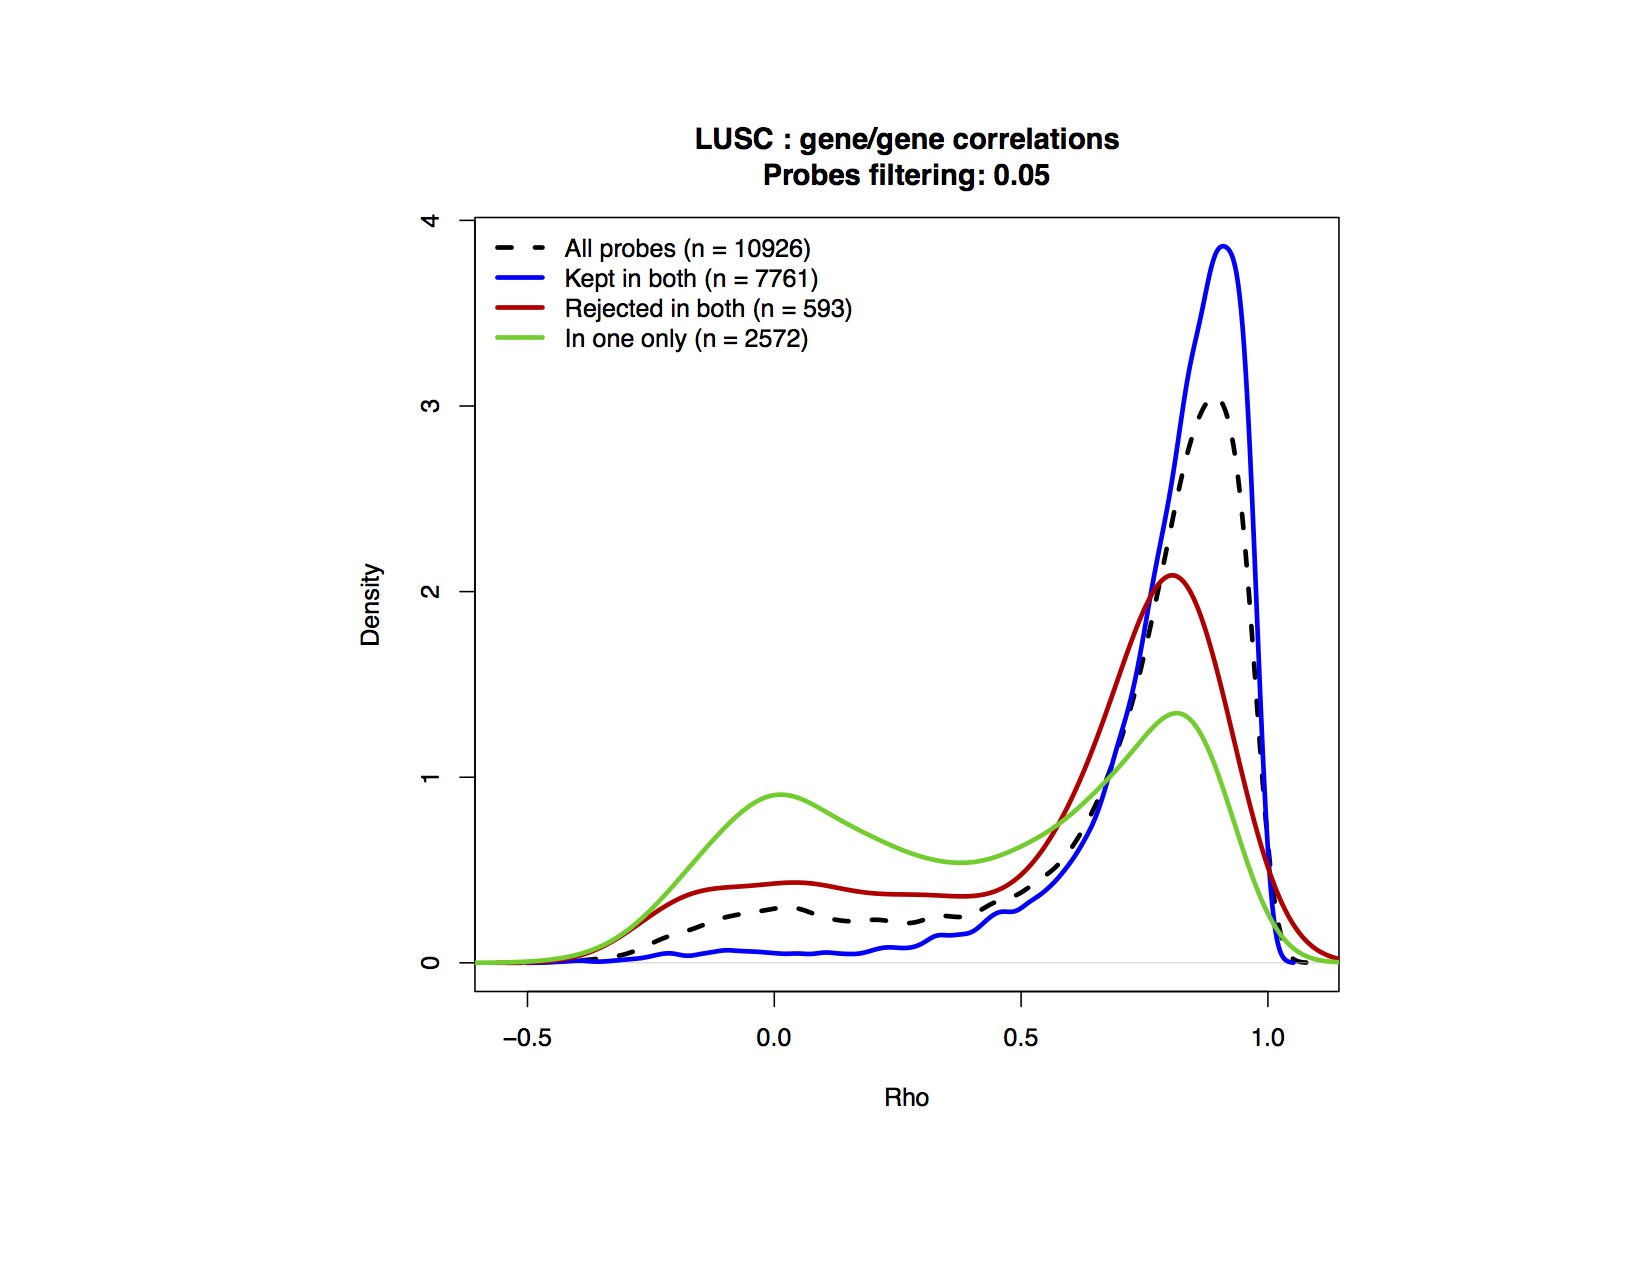 LUSC : gene/gene correlations
Probes filtering: 0.05
All probes (n = 10926)
Kept in both (n = 7761)
Rejected in both (n = 593)
In one only (n = 2572)
Density
4
3
2
1
0
−0.5 0.0 0.5 1.0
Rho